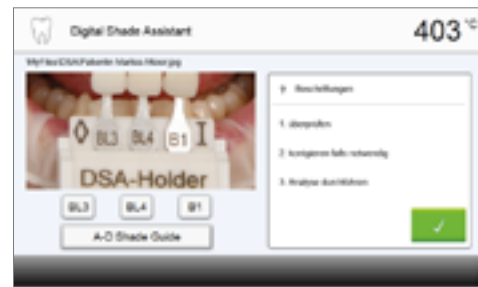 Digital Shade Assistant
403 °C
BL3 BL4 B1
DSA-Holder
BL3 BL4 B1
A-D Shade Guide
Beschriftungen
1. überprüfen
2. korrigieren falls notwendig
3. Analyse durchführen